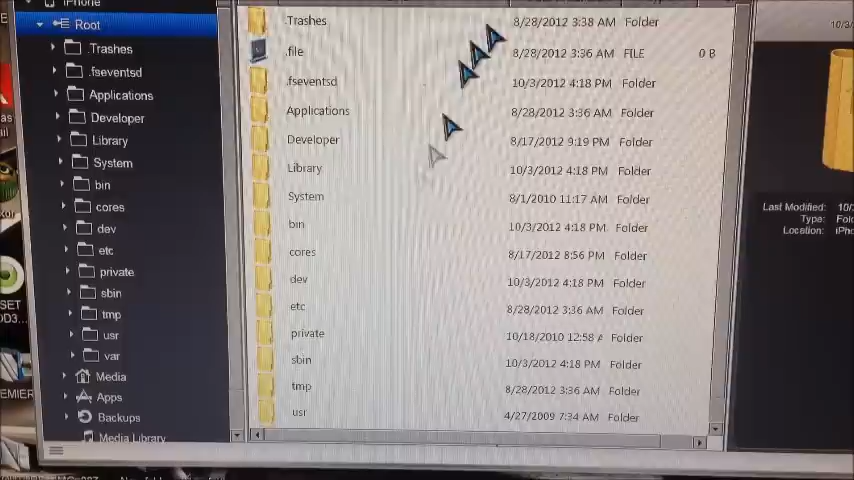 iPhone
Root
.Trashes
.fseventsd
Applications
Developer
Library
System
bin
cores
dev
etc
private
sbin
tmp
usr
var
Media
Apps
Backups
Media Library
.Trashes 8/28/2012 3:38 AM Folder
.file 8/28/2012 3:36 AM FILE 0 B
.fseventsd 10/3/2012 4:18 PM Folder
Applications 8/28/2012 3:36 AM Folder
Developer 8/17/2012 9:19 PM Folder
Library 10/3/2012 4:18 PM Folder
System 8/1/2010 11:17 AM Folder
bin 10/3/2012 4:18 PM Folder
cores 8/17/2012 8:56 PM Folder
dev 10/3/2012 4:18 PM Folder
etc 8/28/2012 3:36 AM Folder
private 10/18/2010 12:58 A Folder
sbin 10/3/2012 4:18 PM Folder
tmp 8/28/2012 3:36 AM Folder
usr 4/27/2009 7:34 AM Folder
10/3
Last Modified: 10/
Type: Fol
Location: iPh